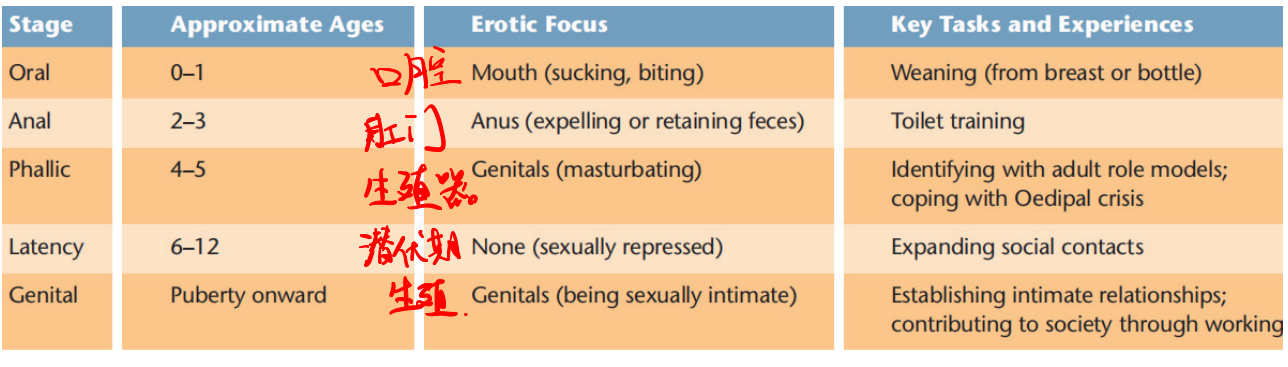 Stage Approximate Ages Erotic Focus Key Tasks and Experiences
Oral 0–1 口腔 Mouth (sucking, biting) Weaning (from breast or bottle)
Anal 2–3 肛门 Anus (expelling or retaining feces) Toilet training
Phallic 4–5 生殖器。 Genitals (masturbating) Identifying with adult role models;
coping with Oedipal crisis
Latency 6–12 潜伏期 None (sexually repressed) Expanding social contacts
Genital Puberty onward 生殖. Genitals (being sexually intimate) Establishing intimate relationships;
contributing to society through working